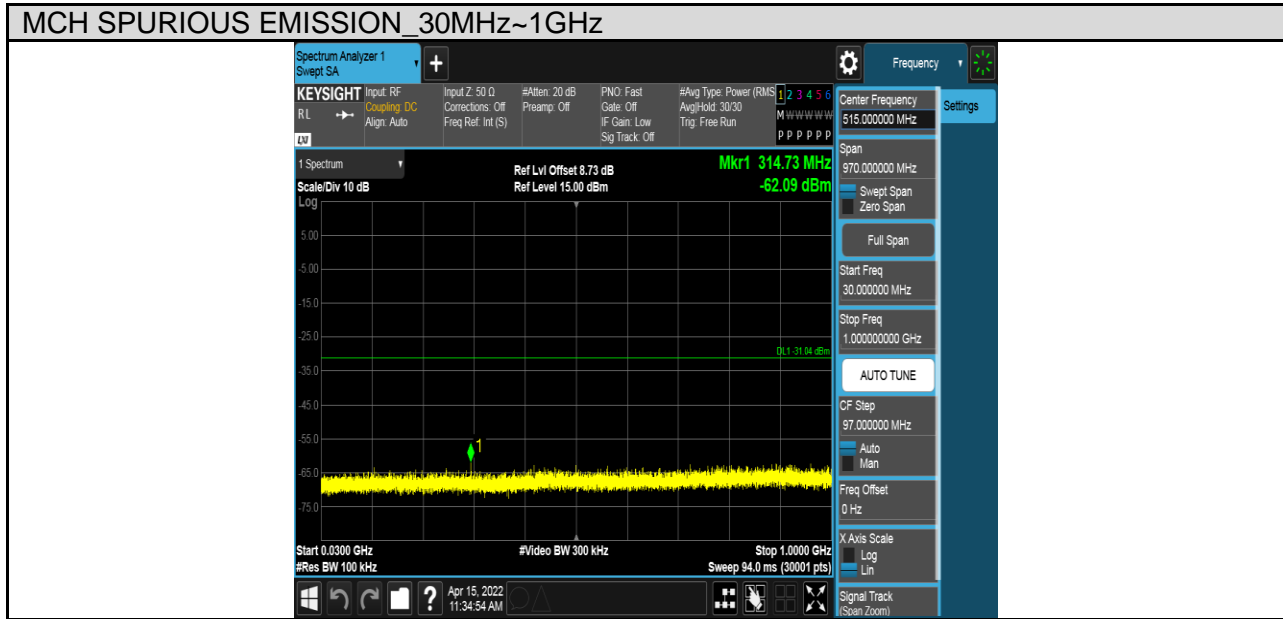 MCH SPURIOUS EMISSION_30MHz~1GHz
Spectrum Analyzer 1
Swept SA
Frequency
KEYSIGHT
RL
LXI
Input: RF
Coupling: DC
Align: Auto
Input Z: 50 Ω
Corrections: Off
Freq Ref: Int (S)
#Atten: 20 dB
Preamp: Off
PNO: Fast
Gate: Off
IF Gain: Low
Sig Track: Off
#Avg Type: Power (RMS
Avg|Hold: 30/30
Trig: Free Run
1 2 3 4 5 6
M W W W W W
P P P P P P
1 Spectrum
Scale/Div 10 dB
Ref Lvl Offset 8.73 dB
Ref Level 15.00 dBm
Mkr1 314.73 MHz
-62.09 dBm
Log
5.00
-5.00
-15.0
-25.0
DL1 -31.04 dBm
-35.0
-45.0
-55.0
1
-65.0
-75.0
Start 0.0300 GHz
#Res BW 100 kHz
#Video BW 300 kHz
Stop 1.0000 GHz
Sweep 94.0 ms (30001 pts)
?
Apr 15, 2022
11:34:54 AM
Center Frequency
515.000000 MHz
Settings
Span
970.000000 MHz
Swept Span
Zero Span
Full Span
Start Freq
30.000000 MHz
Stop Freq
1.000000000 GHz
AUTO TUNE
CF Step
97.000000 MHz
Auto
Man
Freq Offset
0 Hz
X Axis Scale
Log
Lin
Signal Track
(Span Zoom)